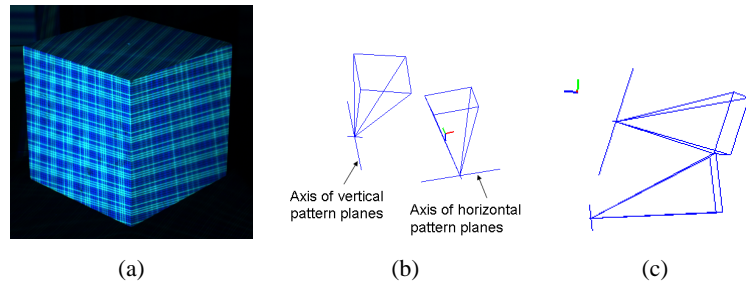 Axis of vertical
pattern planes
Axis of horizontal
pattern planes
(a)
(b)
(c)